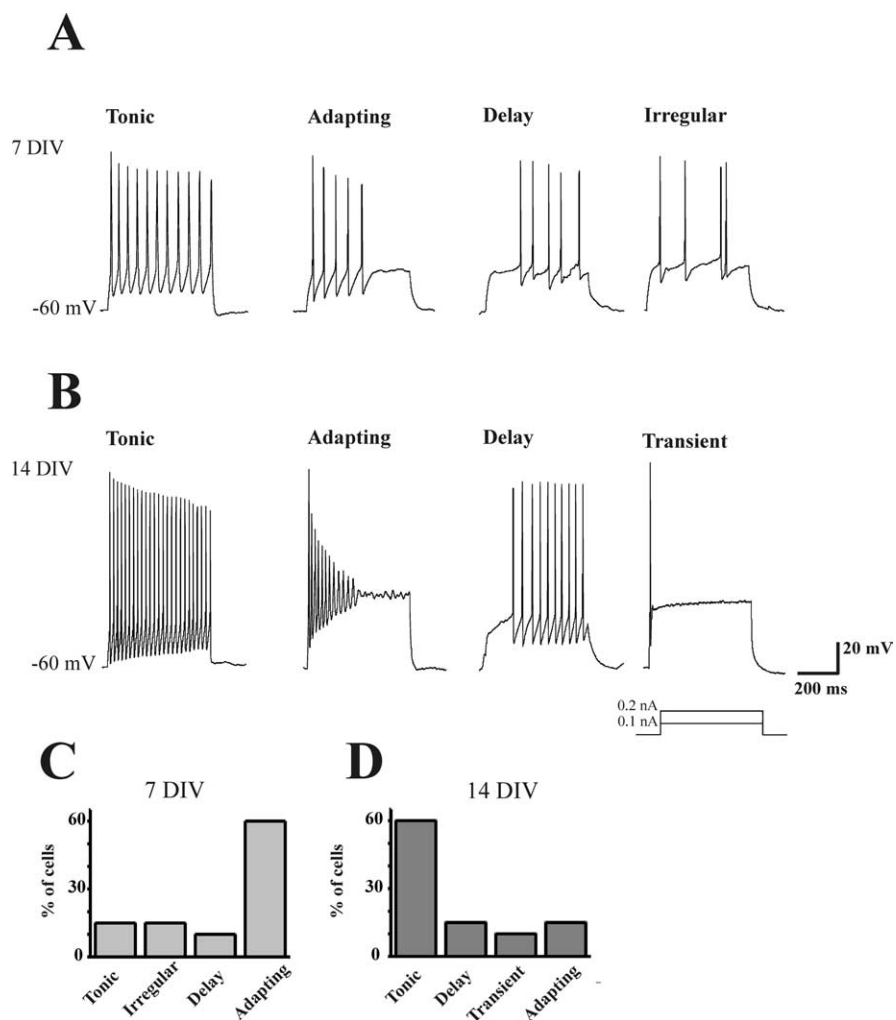 A
Tonic Adapting Delay Irregular
7 DIV
-60 mV
B
Tonic Adapting Delay Transient
14 DIV
-60 mV
20 mV
200 ms
0.2 nA
0.1 nA
C
7 DIV
% of cells
60
30
0
Tonic Irregular Delay Adapting
D
14 DIV
% of cells
60
30
0
Tonic Delay Transient Adapting